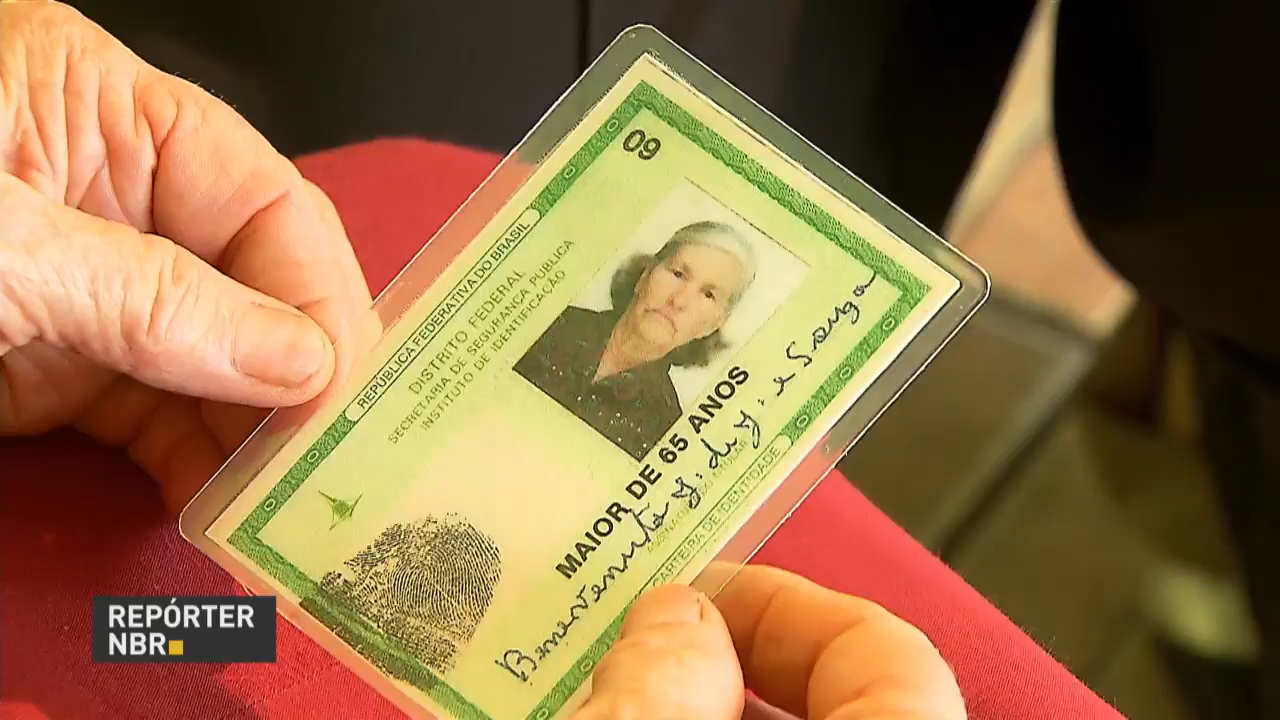 09
REPÚBLICA FEDERATIVA DO BRASIL
DISTRITO FEDERAL
SECRETARIA DE SEGURANÇA PÚBLICA
INSTITUTO DE IDENTIFICAÇÃO
MAIOR DE 65 ANOS
CARTEIRA DE IDENTIDADE
REPÓRTER
NBR